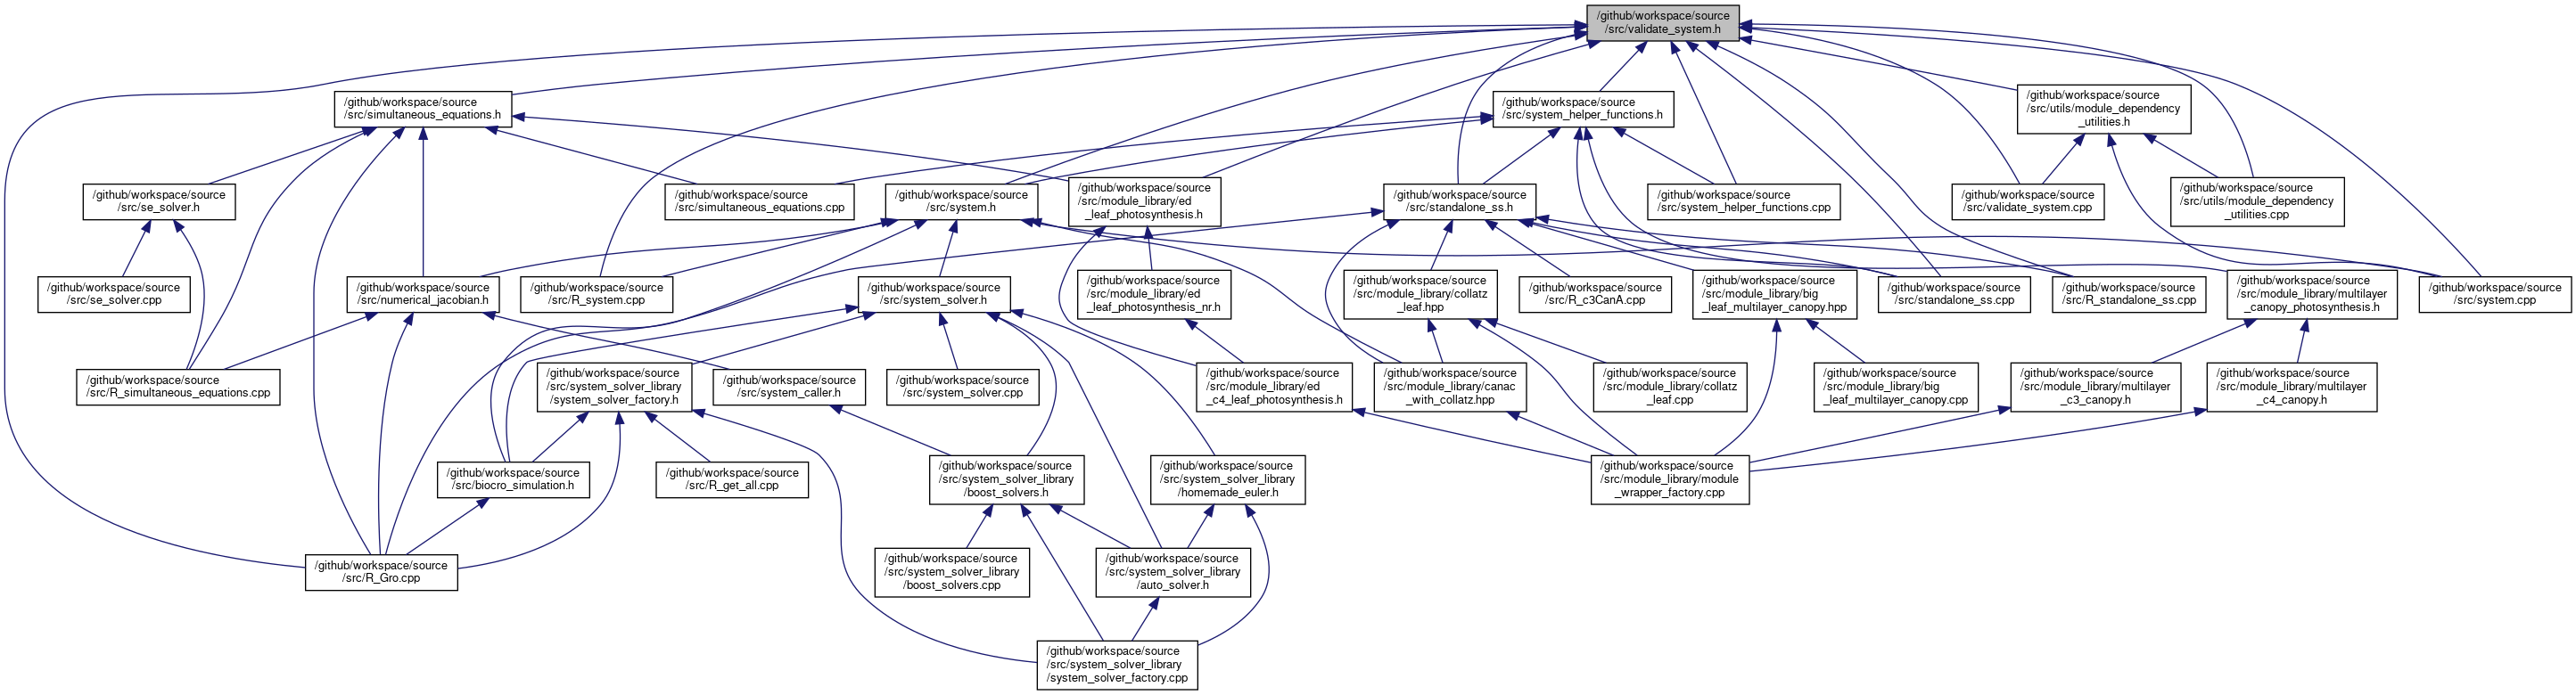 /github/workspace/source
/src/validate_system.h
/github/workspace/source
/src/simultaneous_equations.h
/github/workspace/source
/src/system_helper_functions.h
/github/workspace/source
/src/utils/module_dependency
_utilities.h
/github/workspace/source
/src/se_solver.h
/github/workspace/source
/src/simultaneous_equations.cpp
/github/workspace/source
/src/system.h
/github/workspace/source
/src/module_library/ed
_leaf_photosynthesis.h
/github/workspace/source
/src/standalone_ss.h
/github/workspace/source
/src/system_helper_functions.cpp
/github/workspace/source
/src/validate_system.cpp
/github/workspace/source
/src/utils/module_dependency
_utilities.cpp
/github/workspace/source
/src/se_solver.cpp
/github/workspace/source
/src/numerical_jacobian.h
/github/workspace/source
/src/R_system.cpp
/github/workspace/source
/src/system_solver.h
/github/workspace/source
/src/module_library/ed
_leaf_photosynthesis_nr.h
/github/workspace/source
/src/module_library/collatz
_leaf.hpp
/github/workspace/source
/src/R_c3CanA.cpp
/github/workspace/source
/src/module_library/big
_leaf_multilayer_canopy.hpp
/github/workspace/source
/src/standalone_ss.cpp
/github/workspace/source
/src/R_standalone_ss.cpp
/github/workspace/source
/src/module_library/multilayer
_canopy_photosynthesis.h
/github/workspace/source
/src/system.cpp
/github/workspace/source
/src/R_simultaneous_equations.cpp
/github/workspace/source
/src/system_solver_library
/system_solver_factory.h
/github/workspace/source
/src/system_caller.h
/github/workspace/source
/src/system_solver.cpp
/github/workspace/source
/src/module_library/ed
_c4_leaf_photosynthesis.h
/github/workspace/source
/src/module_library/canac
_with_collatz.hpp
/github/workspace/source
/src/module_library/collatz
_leaf.cpp
/github/workspace/source
/src/module_library/big
_leaf_multilayer_canopy.cpp
/github/workspace/source
/src/module_library/multilayer
_c3_canopy.h
/github/workspace/source
/src/module_library/multilayer
_c4_canopy.h
/github/workspace/source
/src/biocro_simulation.h
/github/workspace/source
/src/R_get_all.cpp
/github/workspace/source
/src/system_solver_library
/boost_solvers.h
/github/workspace/source
/src/system_solver_library
/homemade_euler.h
/github/workspace/source
/src/module_library/module
_wrapper_factory.cpp
/github/workspace/source
/src/R_Gro.cpp
/github/workspace/source
/src/system_solver_library
/boost_solvers.cpp
/github/workspace/source
/src/system_solver_library
/auto_solver.h
/github/workspace/source
/src/system_solver_library
/system_solver_factory.cpp